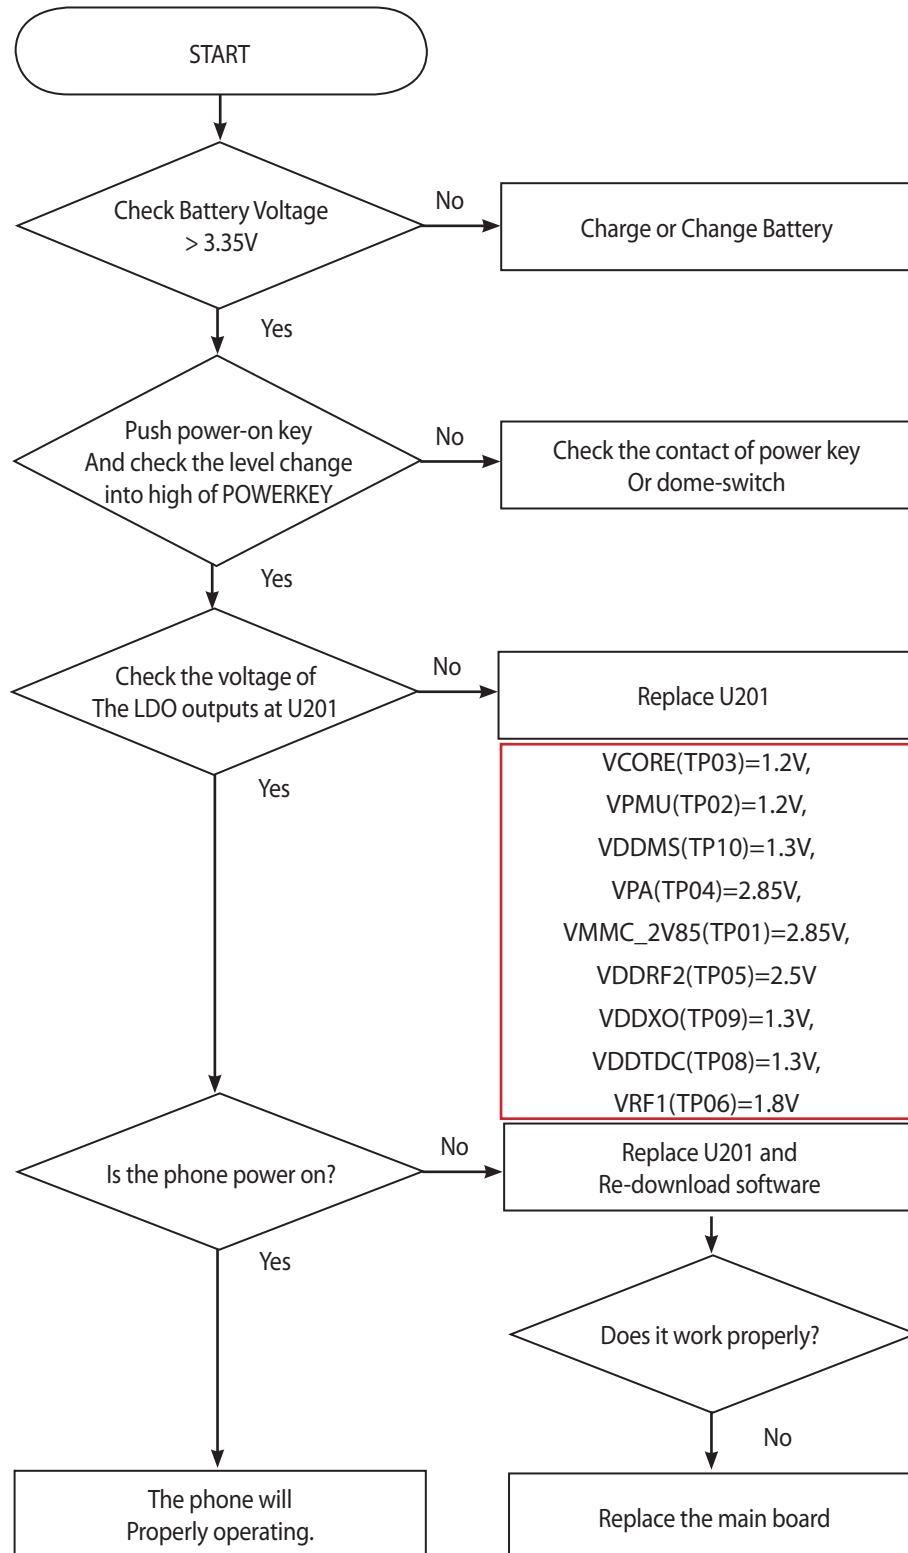 START
Check Battery Voltage
> 3.35V
No
Charge or Change Battery
Yes
Push power-on key
And check the level change
into high of POWERKEY
No
Check the contact of power key
Or dome-switch
Yes
Check the voltage of
The LDO outputs at U201
No
Replace U201
VCORE(TP03)=1.2V,
VPMU(TP02)=1.2V,
VDDMS(TP10)=1.3V,
VPA(TP04)=2.85V,
VMMC_2V85(TP01)=2.85V,
VDDRF2(TP05)=2.5V
VDDXO(TP09)=1.3V,
VDDTDC(TP08)=1.3V,
VRF1(TP06)=1.8V
Yes
Is the phone power on?
No
Replace U201 and
Re-download software
Yes
Does it work properly?
No
The phone will
Properly operating.
Replace the main board